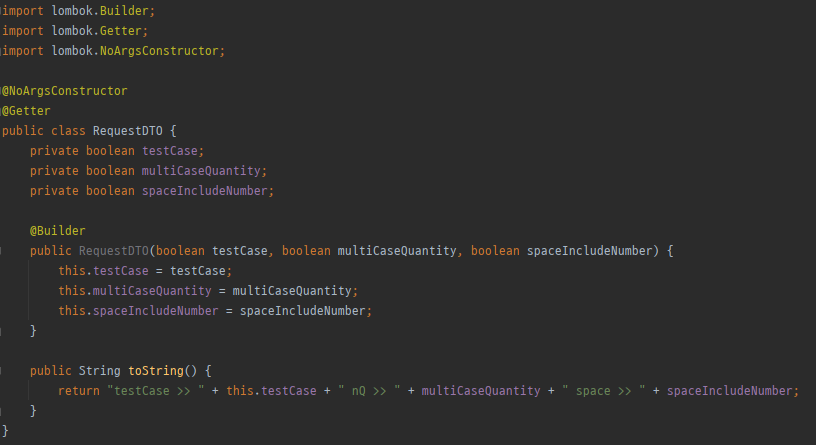 import lombok.Builder;
import lombok.Getter;
import lombok.NoArgsConstructor;
@NoArgsConstructor
@Getter
public class RequestDTO {
private boolean testCase;
private boolean multiCaseQuantity;
private boolean spaceIncludeNumber;
@Builder
public RequestDTO(boolean testCase, boolean multiCaseQuantity, boolean spaceIncludeNumber) {
this.testCase = testCase;
this.multiCaseQuantity = multiCaseQuantity;
this.spaceIncludeNumber = spaceIncludeNumber;
}
public String toString() {
return "testCase >> " + this.testCase + " nQ >> " + multiCaseQuantity + " space >> " + spaceIncludeNumber;
}
}